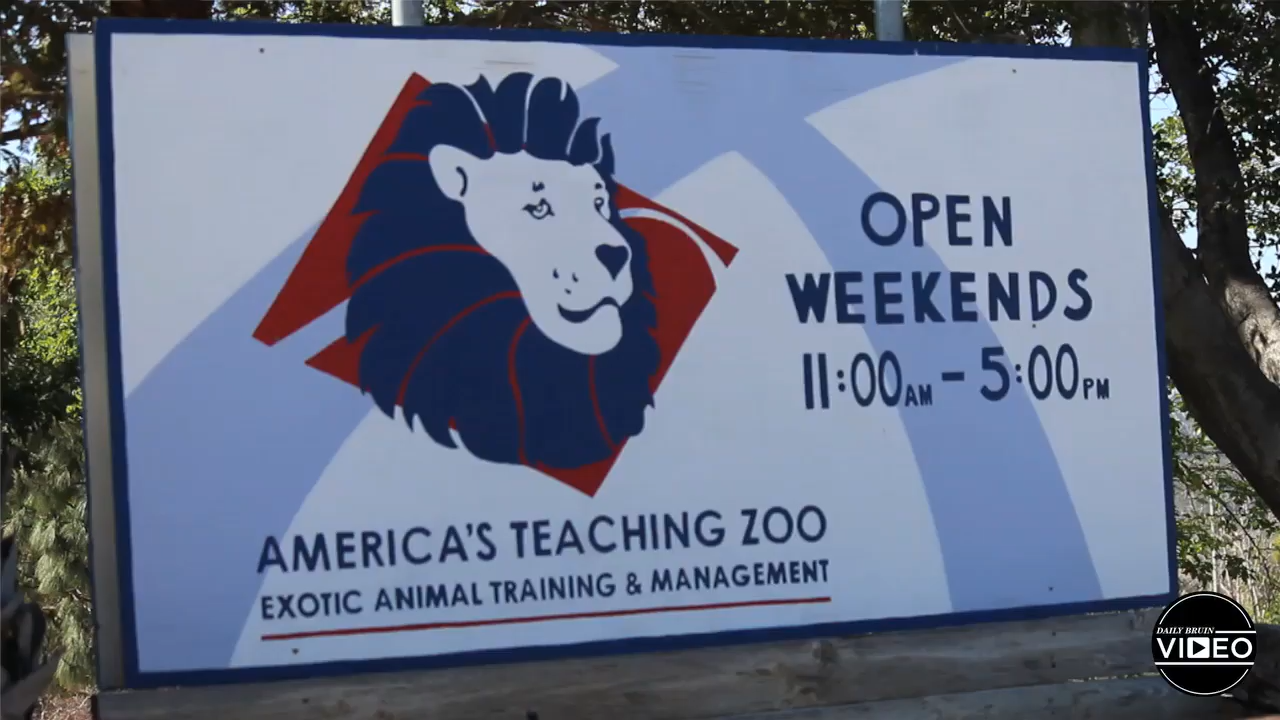 OPEN
WEEKENDS
11:00AM - 5:00PM
AMERICA'S TEACHING ZOO
EXOTIC ANIMAL TRAINING & MANAGEMENT
DAILY BRUIN
VIDEO